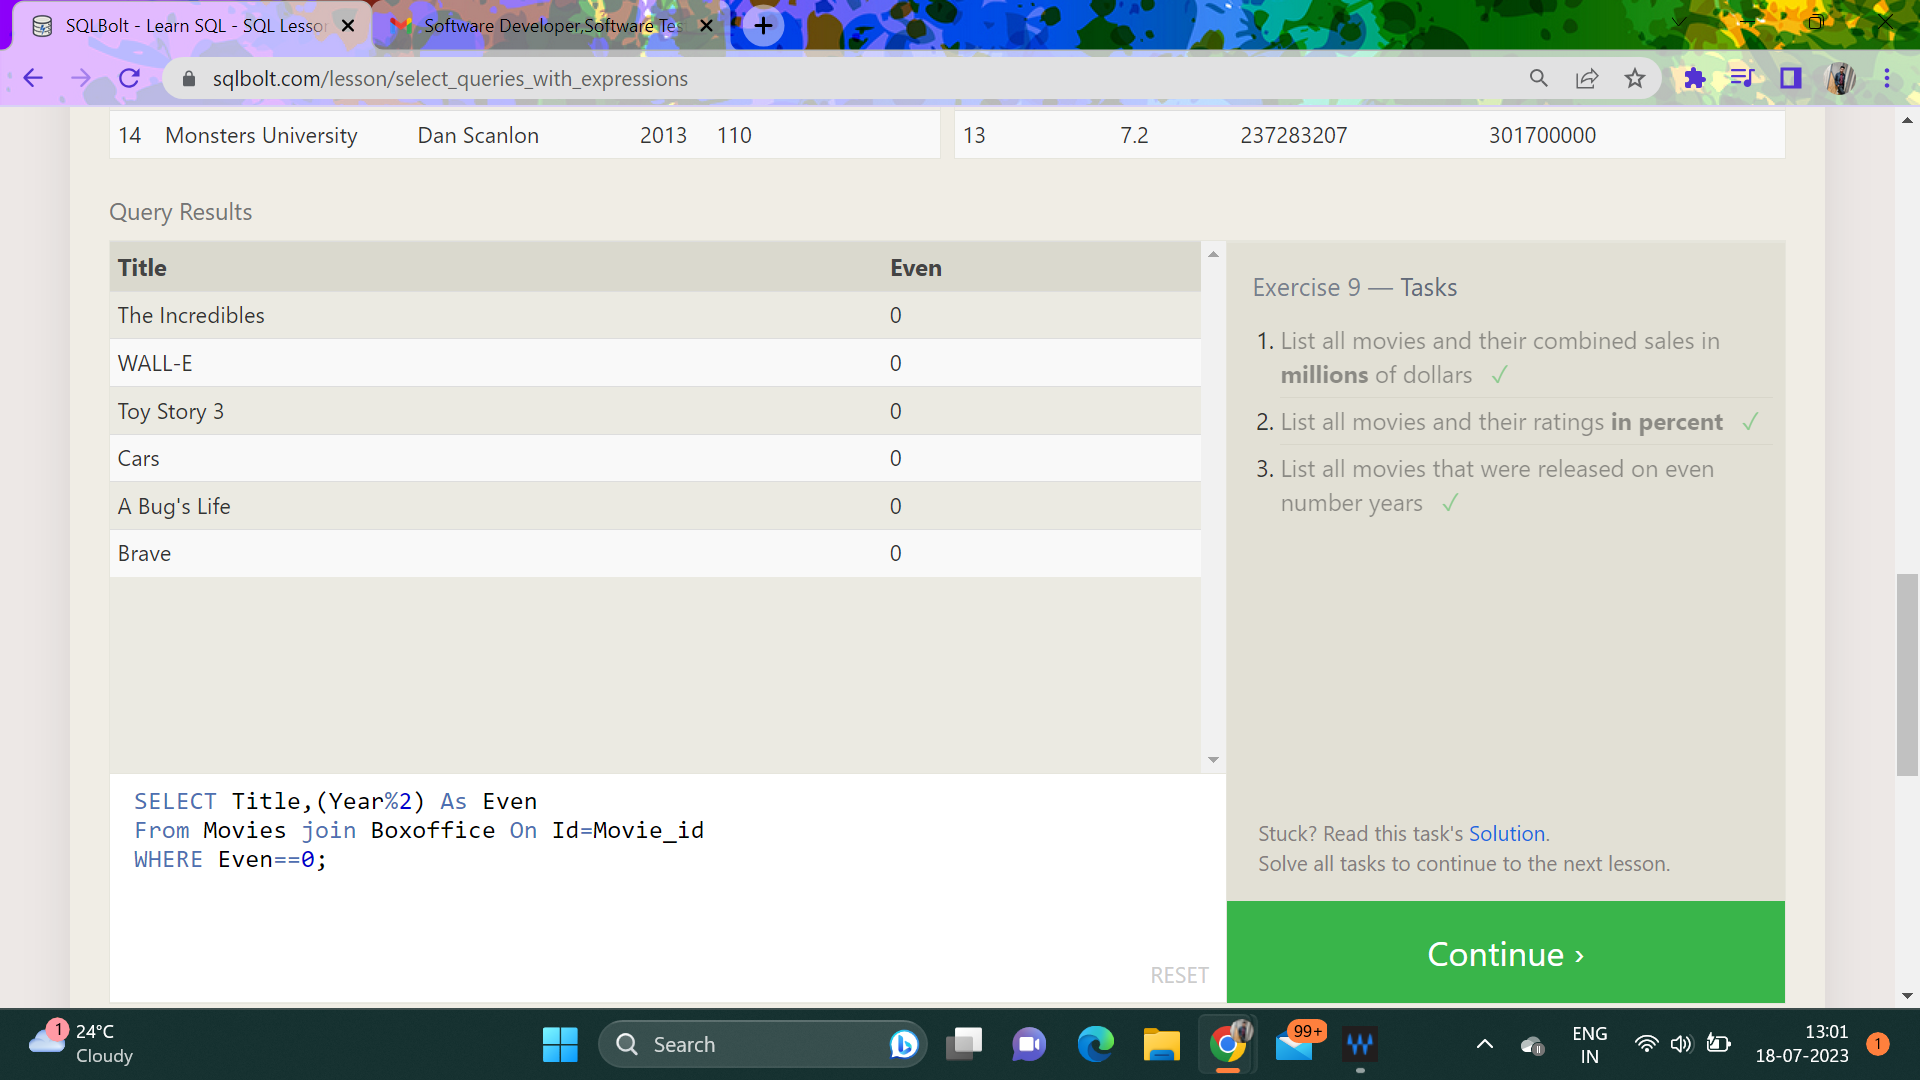 SQLBolt - Learn SQL - SQL Lesson
Software Developer,Software Tes
sqlbolt.com/lesson/select_queries_with_expressions
14 Monsters University Dan Scanlon 2013 110
13 7.2 237283207 301700000
Query Results
Title Even
The Incredibles 0
WALL-E 0
Toy Story 3 0
Cars 0
A Bug's Life 0
Brave 0
Exercise 9 — Tasks
1. List all movies and their combined sales in
millions of dollars ✓
2. List all movies and their ratings in percent ✓
3. List all movies that were released on even
number years ✓
Stuck? Read this task's Solution.
Solve all tasks to continue to the next lesson.
Continue ›
SELECT Title,(Year%2) As Even
From Movies join Boxoffice On Id=Movie_id
WHERE Even==0;
RESET
1
24°C
Cloudy
Search
99+
ENG
IN
13:01
18-07-2023
1